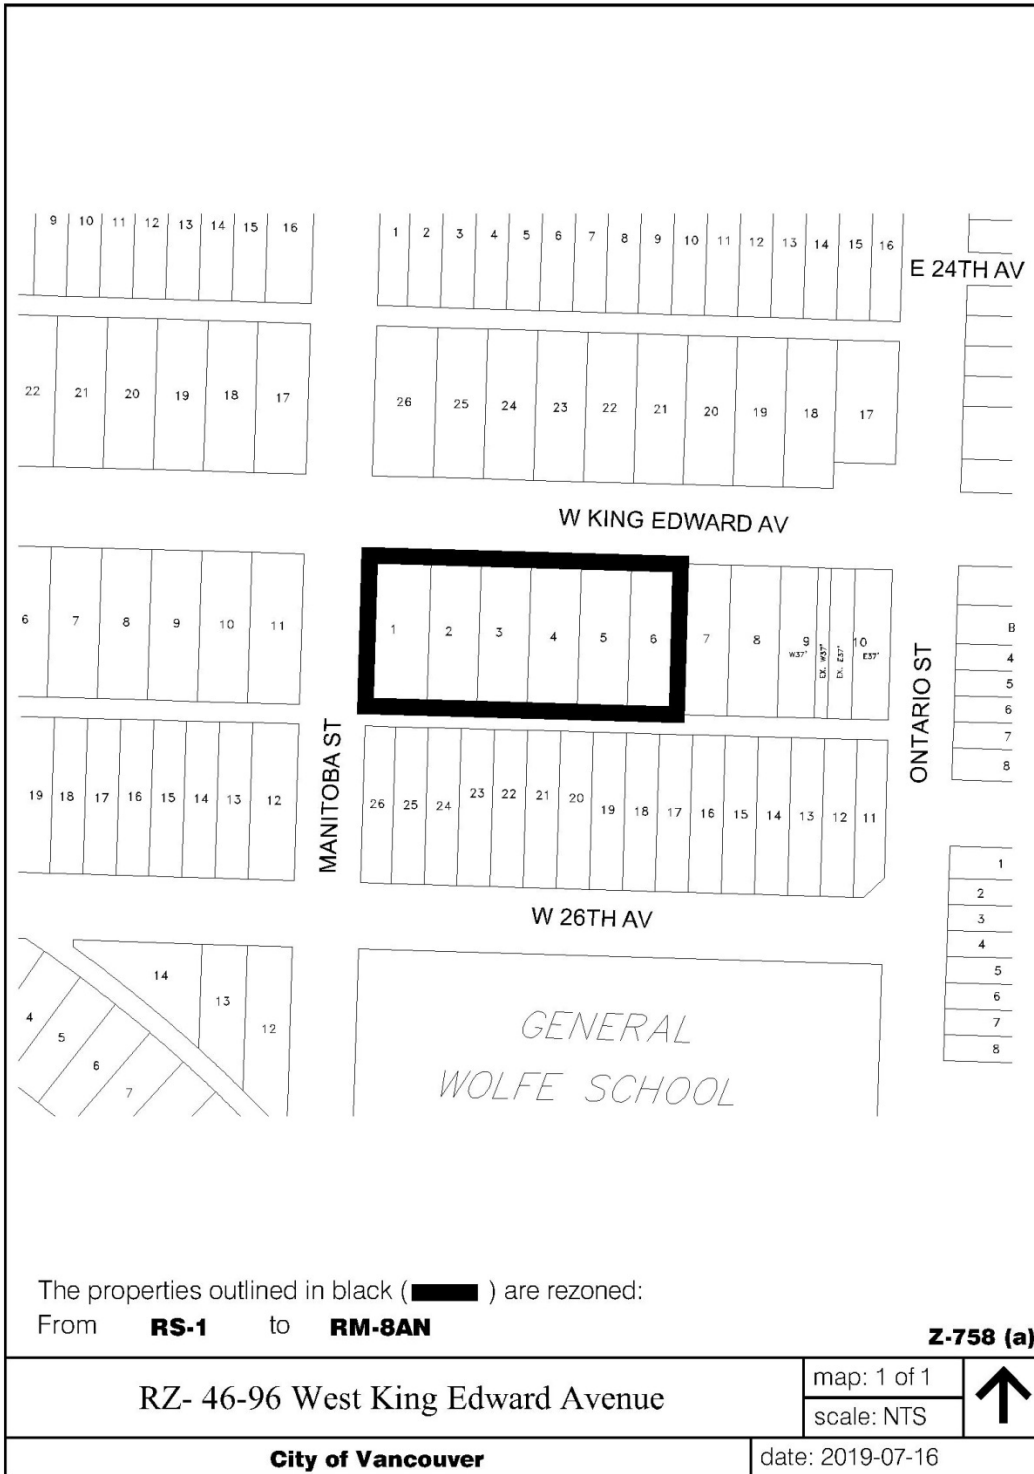 9 10 11 12 13 14 15 16
1 2 3 4 5 6 7 8 9 10 11 12 13 14 15 16
E 24TH AV
22 21 20 19 18 17
26 25 24 23 22 21 20 19 18 17
W KING EDWARD AV
6 7 8 9 10 11
1 2 3 4 5 6 7 8 9 10
W37' EX. W37' EX. E37' E37'
B
4
5
6
7
8
ONTARIO ST
MANITOBA ST
19 18 17 16 15 14 13 12
26 25 24 23 22 21 20 19 18 17 16 15 14 13 12 11
W 26TH AV
1
2
3
4
5
6
7
8
14
13
12
4
5
6
7
GENERAL
WOLFE SCHOOL
The properties outlined in black ( ) are rezoned:
From RS-1 to RM-8AN
Z-758 (a)
RZ- 46-96 West King Edward Avenue
map: 1 of 1
scale: NTS
City of Vancouver
date: 2019-07-16